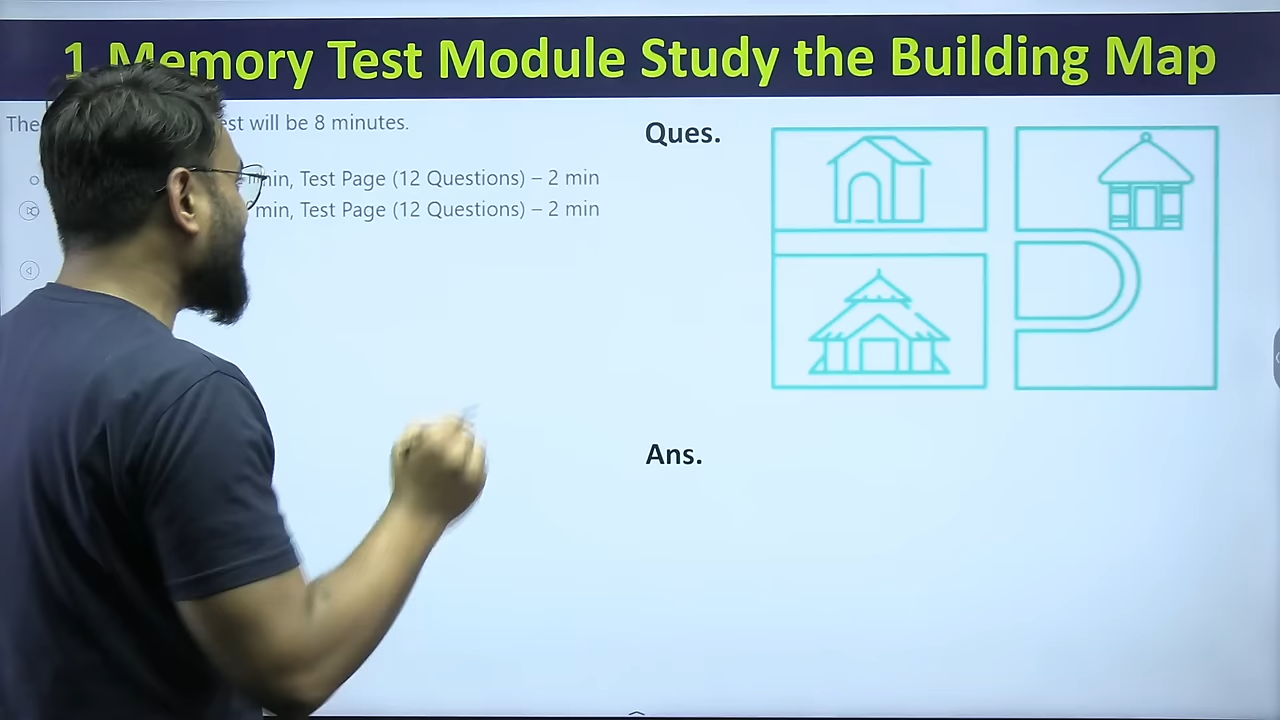 1 Memory Test Module Study the Building Map
The est will be 8 minutes.
min, Test Page (12 Questions) – 2 min
min, Test Page (12 Questions) – 2 min
Ques.
Ans.